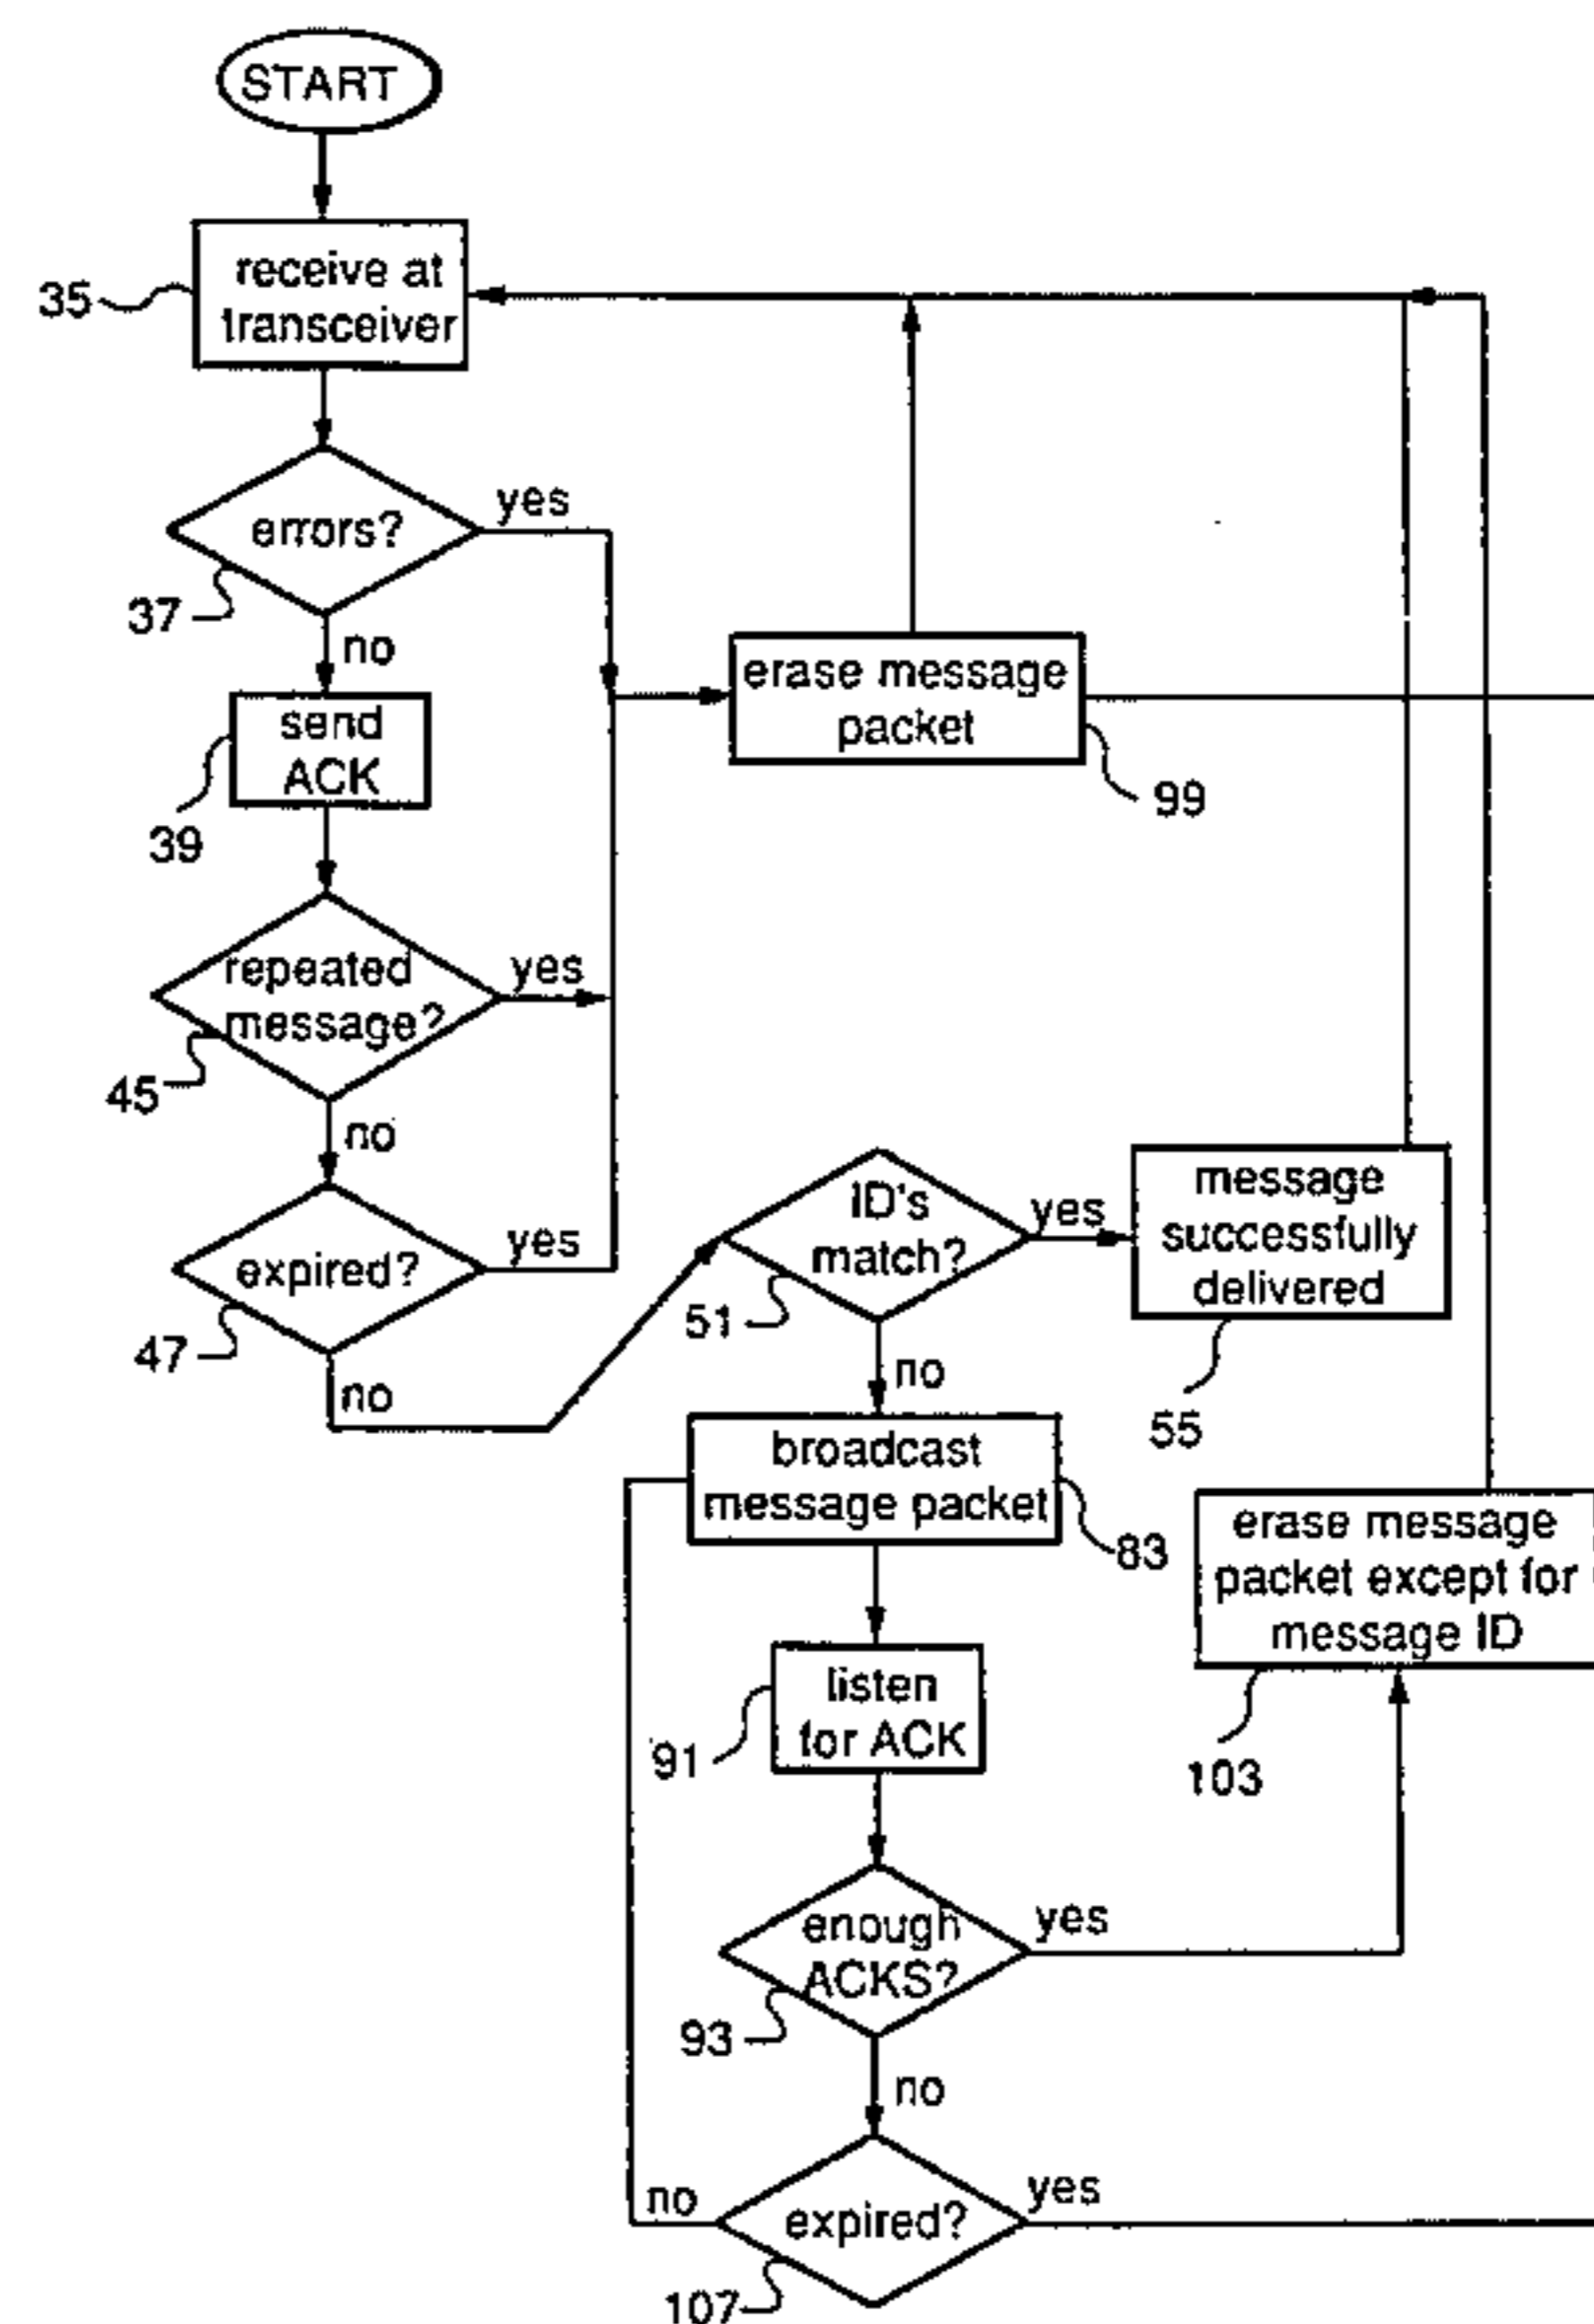 START
receive at
transceiver
35
errors?
yes
37
no
send
ACK
39
erase message
packet
99
repeated
message?
yes
45
no
expired?
yes
47
no
ID's
match?
yes
51
no
message
successfully
delivered
55
broadcast
message packet
83
erase message
packet except for
message ID
103
listen
for ACK
91
enough
ACKS?
yes
93
no
expired?
no
yes
107